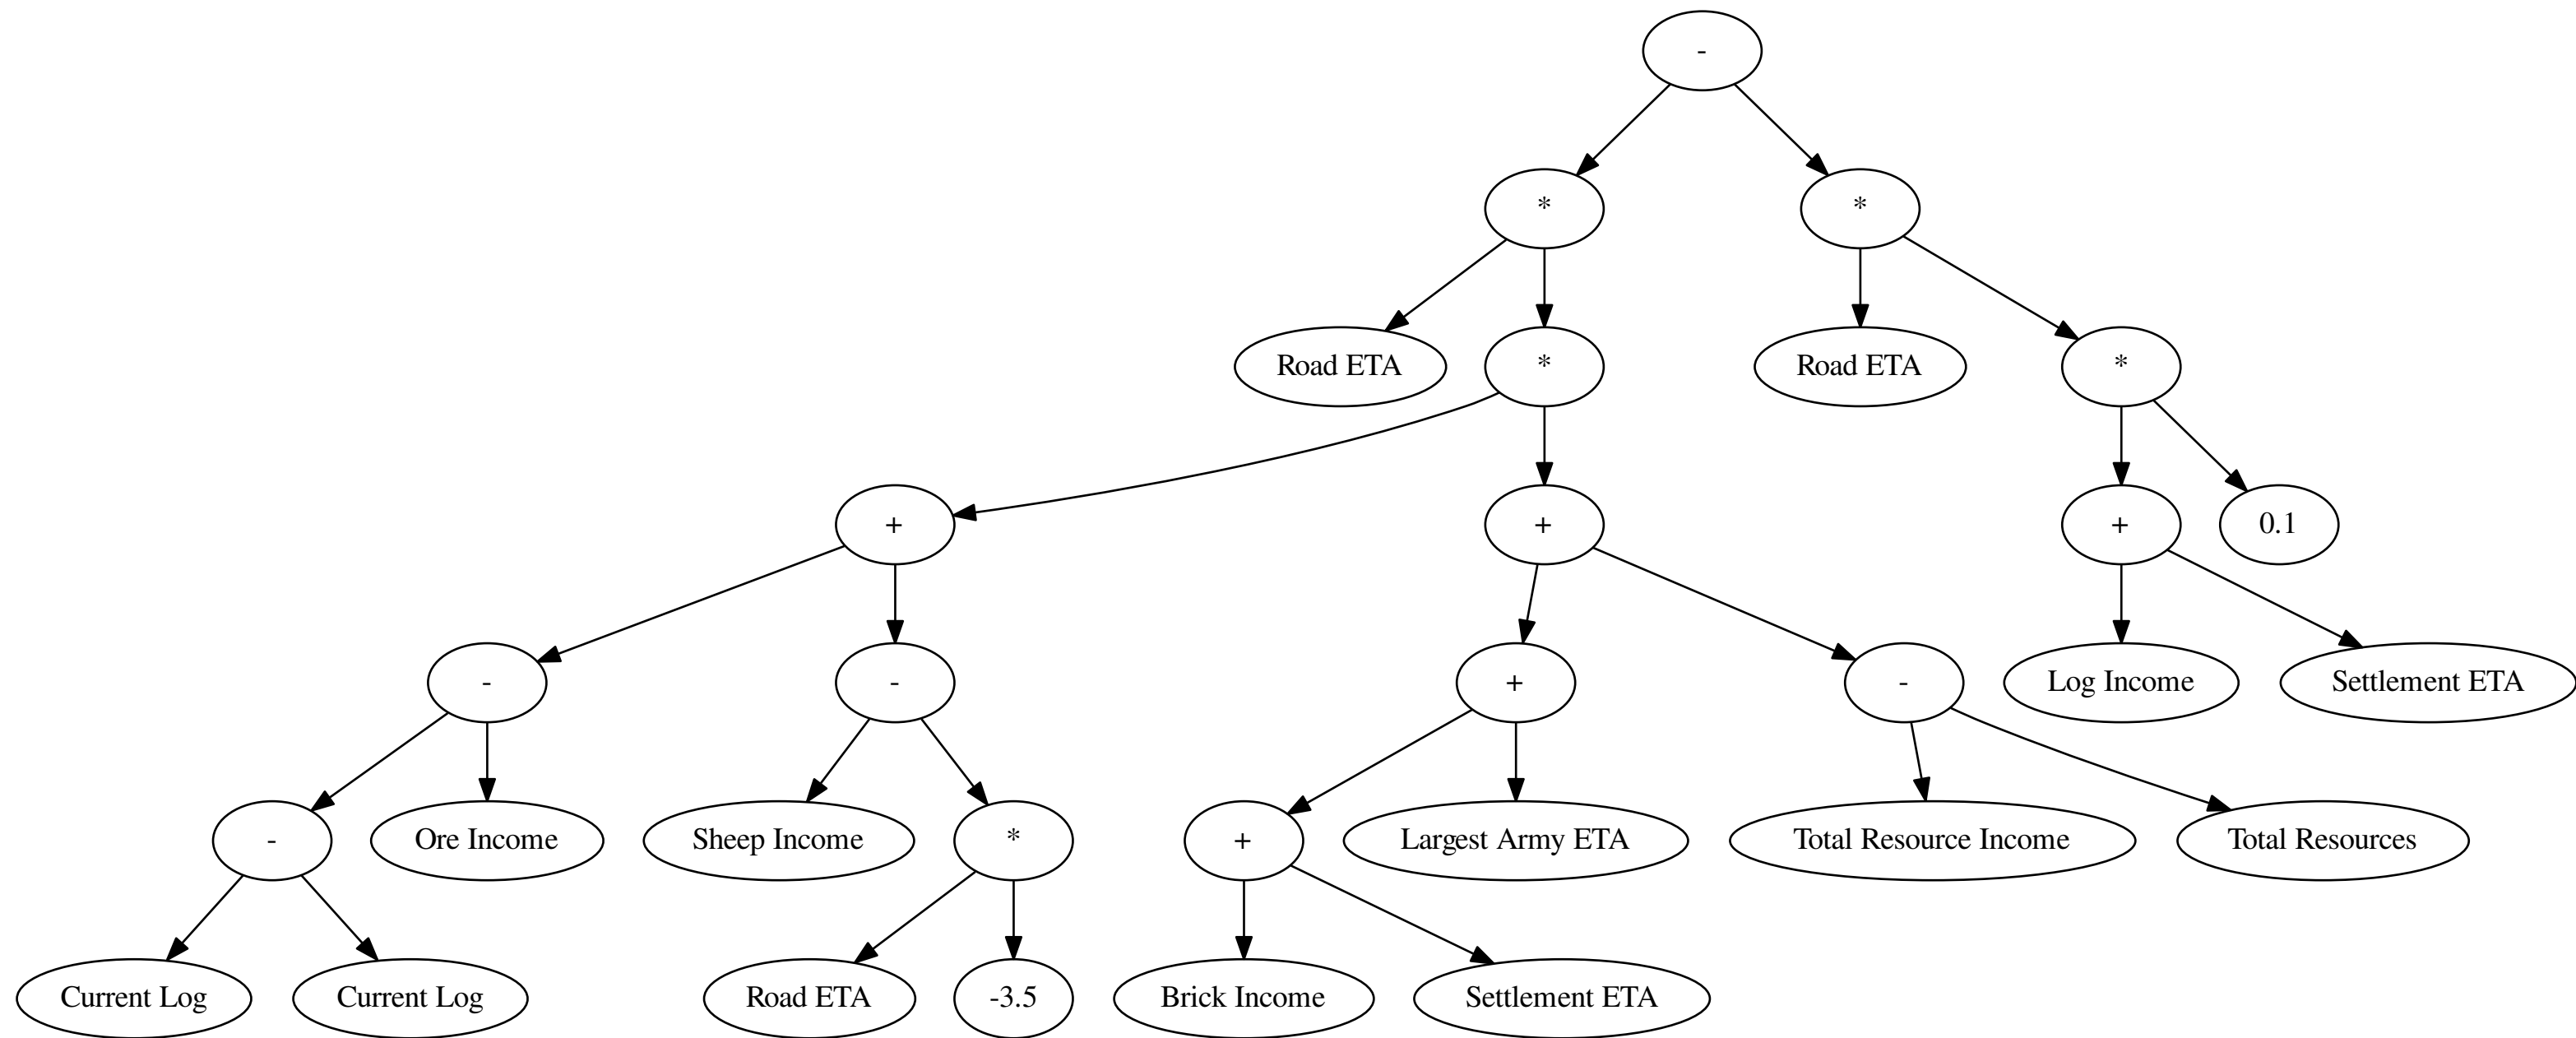 -
*
*
Road ETA
*
Road ETA
*
+
+
+
0.1
-
-
+
-
Log Income
Settlement ETA
-
Ore Income
Sheep Income
*
+
Largest Army ETA
Total Resource Income
Total Resources
Current Log
Current Log
Road ETA
-3.5
Brick Income
Settlement ETA